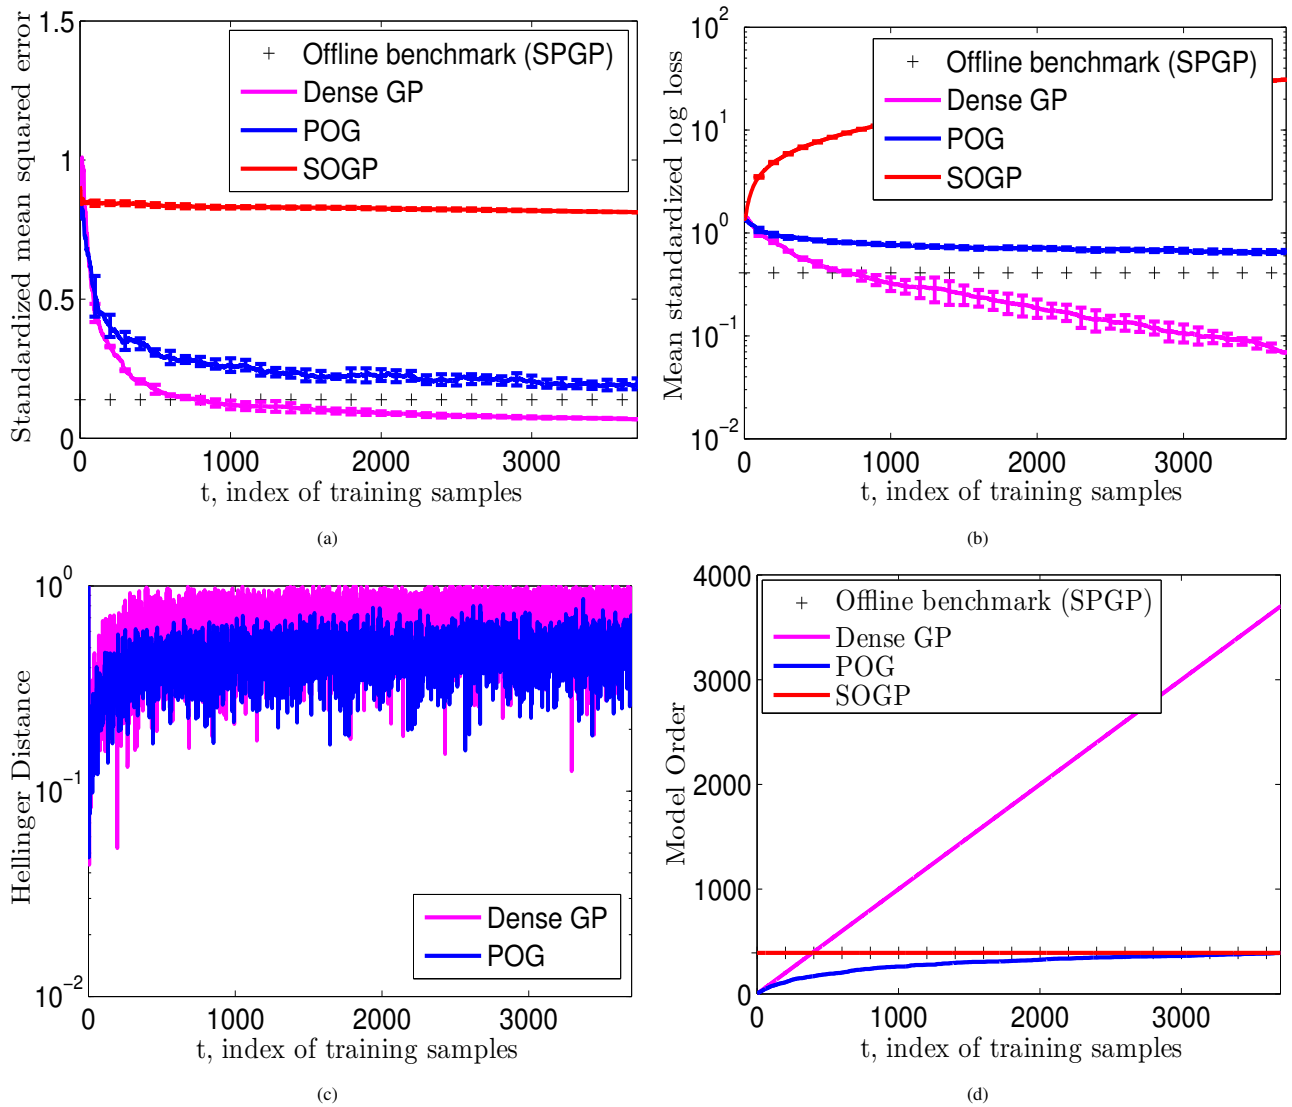 Standardized mean squared error
1.5
1
0.5
0
0 1000 2000 3000
t, index of training samples
Offline benchmark (SPGP)
Dense GP
POG
SOGP
(a)
Mean standardized log loss
10^2
10^1
10^0
10^-1
10^-2
0 1000 2000 3000
t, index of training samples
Offline benchmark (SPGP)
Dense GP
POG
SOGP
(b)
Hellinger Distance
10^0
10^-1
10^-2
0 1000 2000 3000
t, index of training samples
Dense GP
POG
(c)
Model Order
4000
3000
2000
1000
0
0 1000 2000 3000
t, index of training samples
Offline benchmark (SPGP)
Dense GP
POG
SOGP
(d)